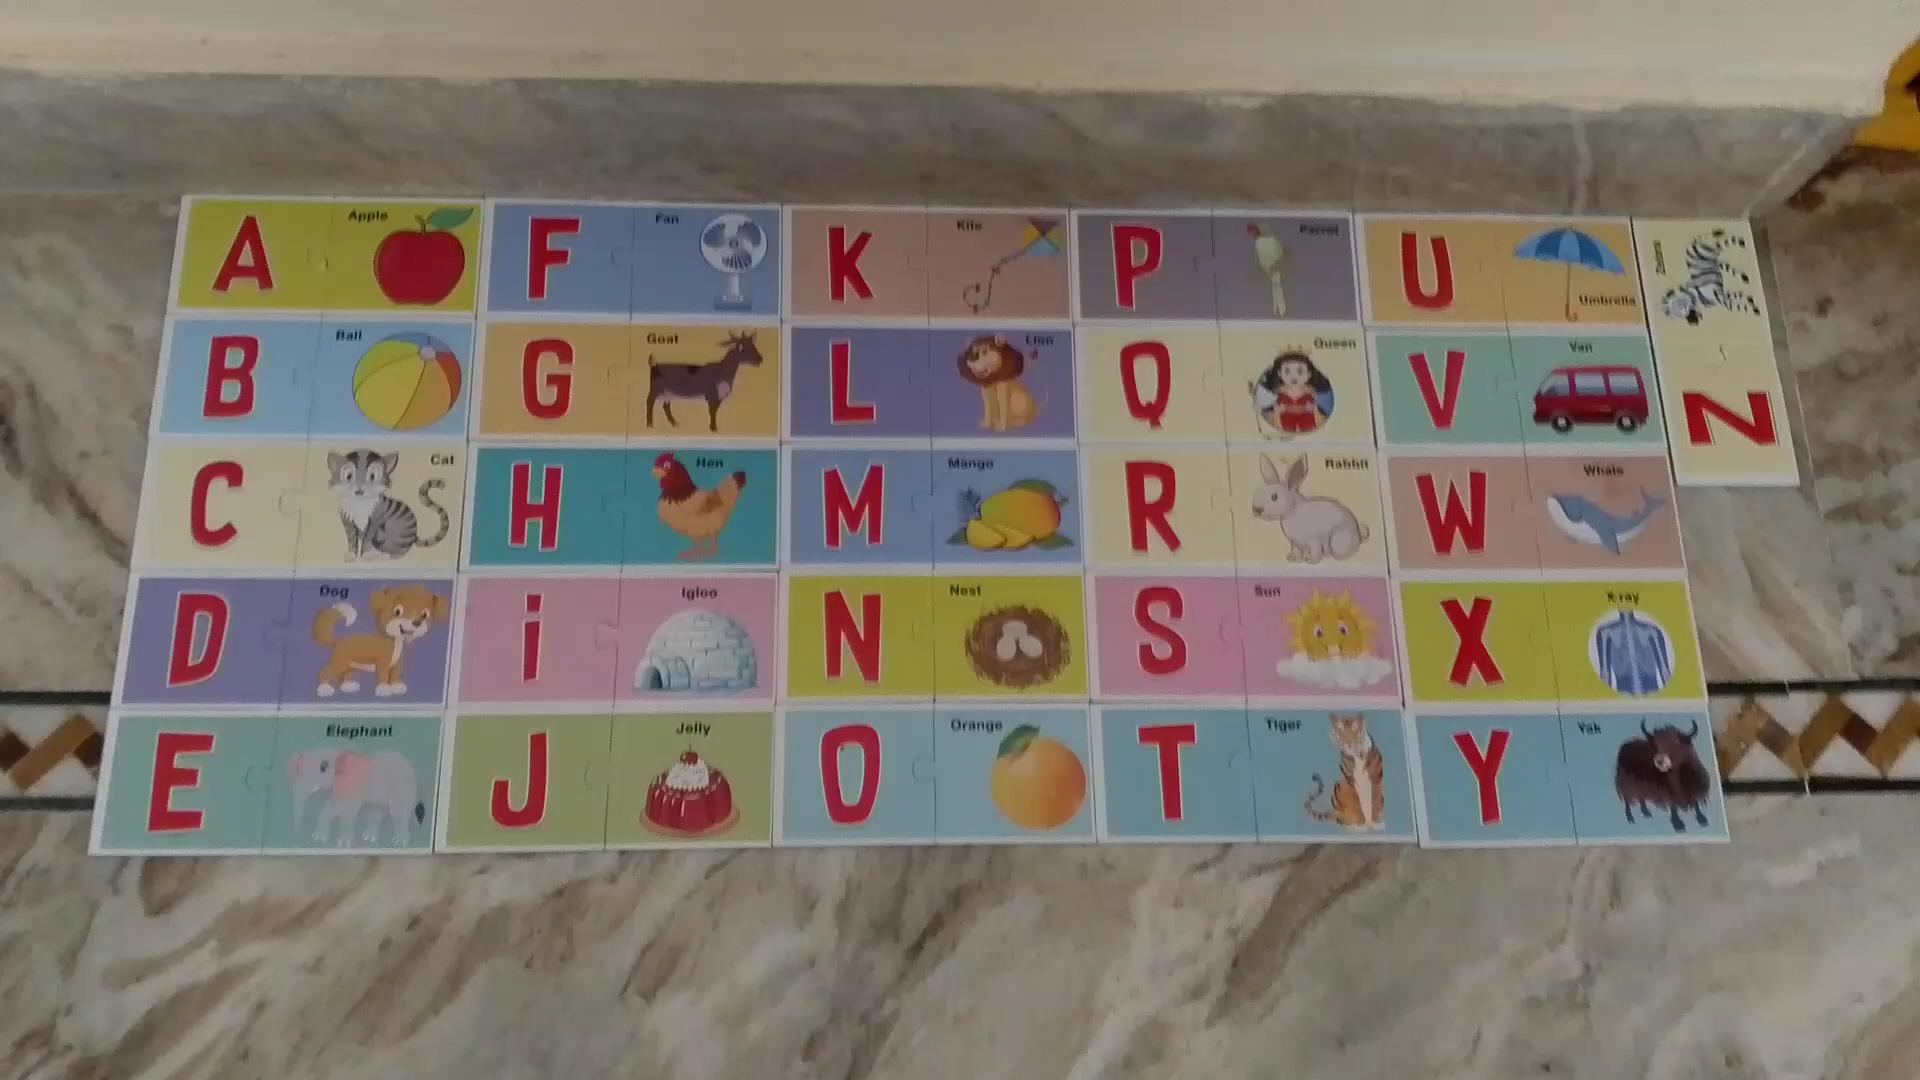 A Apple
B Ball
C Cat
D Dog
E Elephant
F Fan
G Goat
H Hen
i Igloo
J Jelly
K Kite
L Lion
M Mango
N Nest
O Orange
P Parrot
Q Queen
R Rabbit
S Sun
T Tiger
U Umbrella
V Van
W Whale
X X-ray
Y Yak
Z Zebra